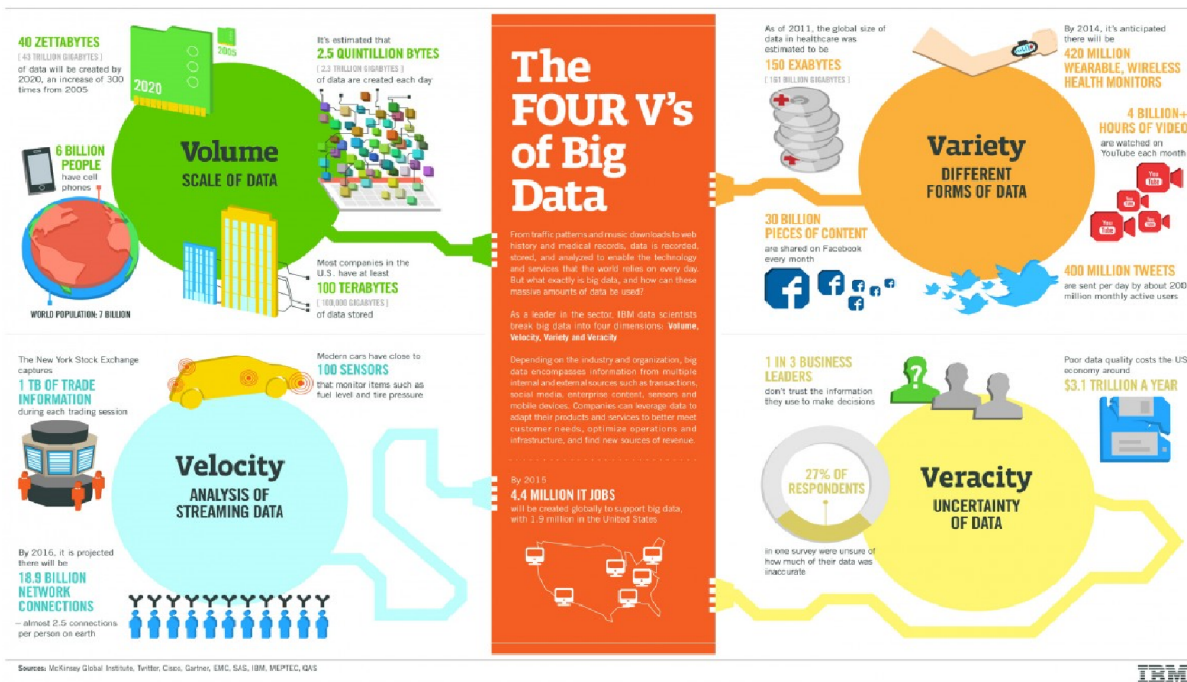 40 ZETTABYTES
[ 43 TRILLION GIGABYTES ]
of data will be created by
2020, an increase of 300
times from 2005
2005
2020
It's estimated that
2.5 QUINTILLION BYTES
[ 2.3 TRILLION GIGABYTES ]
of data are created each day
6 BILLION
PEOPLE
have cell
phones
WORLD POPULATION: 7 BILLION
Volume
SCALE OF DATA
Most companies in the
U.S. have at least
100 TERABYTES
[ 100,000 GIGABYTES ]
of data stored
The New York Stock Exchange
captures
1 TB OF TRADE
INFORMATION
during each trading session
Modern cars have close to
100 SENSORS
that monitor items such as
fuel level and tire pressure
Velocity
ANALYSIS OF
STREAMING DATA
By 2016, it is projected
there will be
18.9 BILLION
NETWORK
CONNECTIONS
– almost 2.5 connections
per person on earth
The
FOUR V's
of Big
Data
From traffic patterns and music downloads to web
history and medical records, data is recorded,
stored, and analyzed to enable the technology
and services that the world relies on every day.
But what exactly is big data, and how can these
massive amounts of data be used?
As a leader in the sector, IBM data scientists
break big data into four dimensions: Volume,
Velocity, Variety and Veracity
Depending on the industry and organization, big
data encompasses information from multiple
internal and external sources such as transactions,
social media, enterprise content, sensors and
mobile devices. Companies can leverage data to
adapt their products and services to better meet
customer needs, optimize operations and
infrastructure, and find new sources of revenue.
By 2015
4.4 MILLION IT JOBS
will be created globally to support big data,
with 1.9 million in the United States
As of 2011, the global size of
data in healthcare was
estimated to be
150 EXABYTES
[ 161 BILLION GIGABYTES ]
By 2014, it's anticipated
there will be
420 MILLION
WEARABLE, WIRELESS
HEALTH MONITORS
4 BILLION+
HOURS OF VIDEO
are watched on
YouTube each month
You
Tube
You
Tube
You
Tube
You
Tube
Variety
DIFFERENT
FORMS OF DATA
30 BILLION
PIECES OF CONTENT
are shared on Facebook
every month
400 MILLION TWEETS
are sent per day by about 200
million monthly active users
1 IN 3 BUSINESS
LEADERS
don't trust the information
they use to make decisions
Poor data quality costs the US
economy around
$3.1 TRILLION A YEAR
27% OF
RESPONDENTS
in one survey were unsure of
how much of their data was
inaccurate
Veracity
UNCERTAINTY
OF DATA
Sources: McKinsey Global Institute, Twitter, Cisco, Gartner, EMC, SAS, IBM, MEPTEC, QAS
IBM